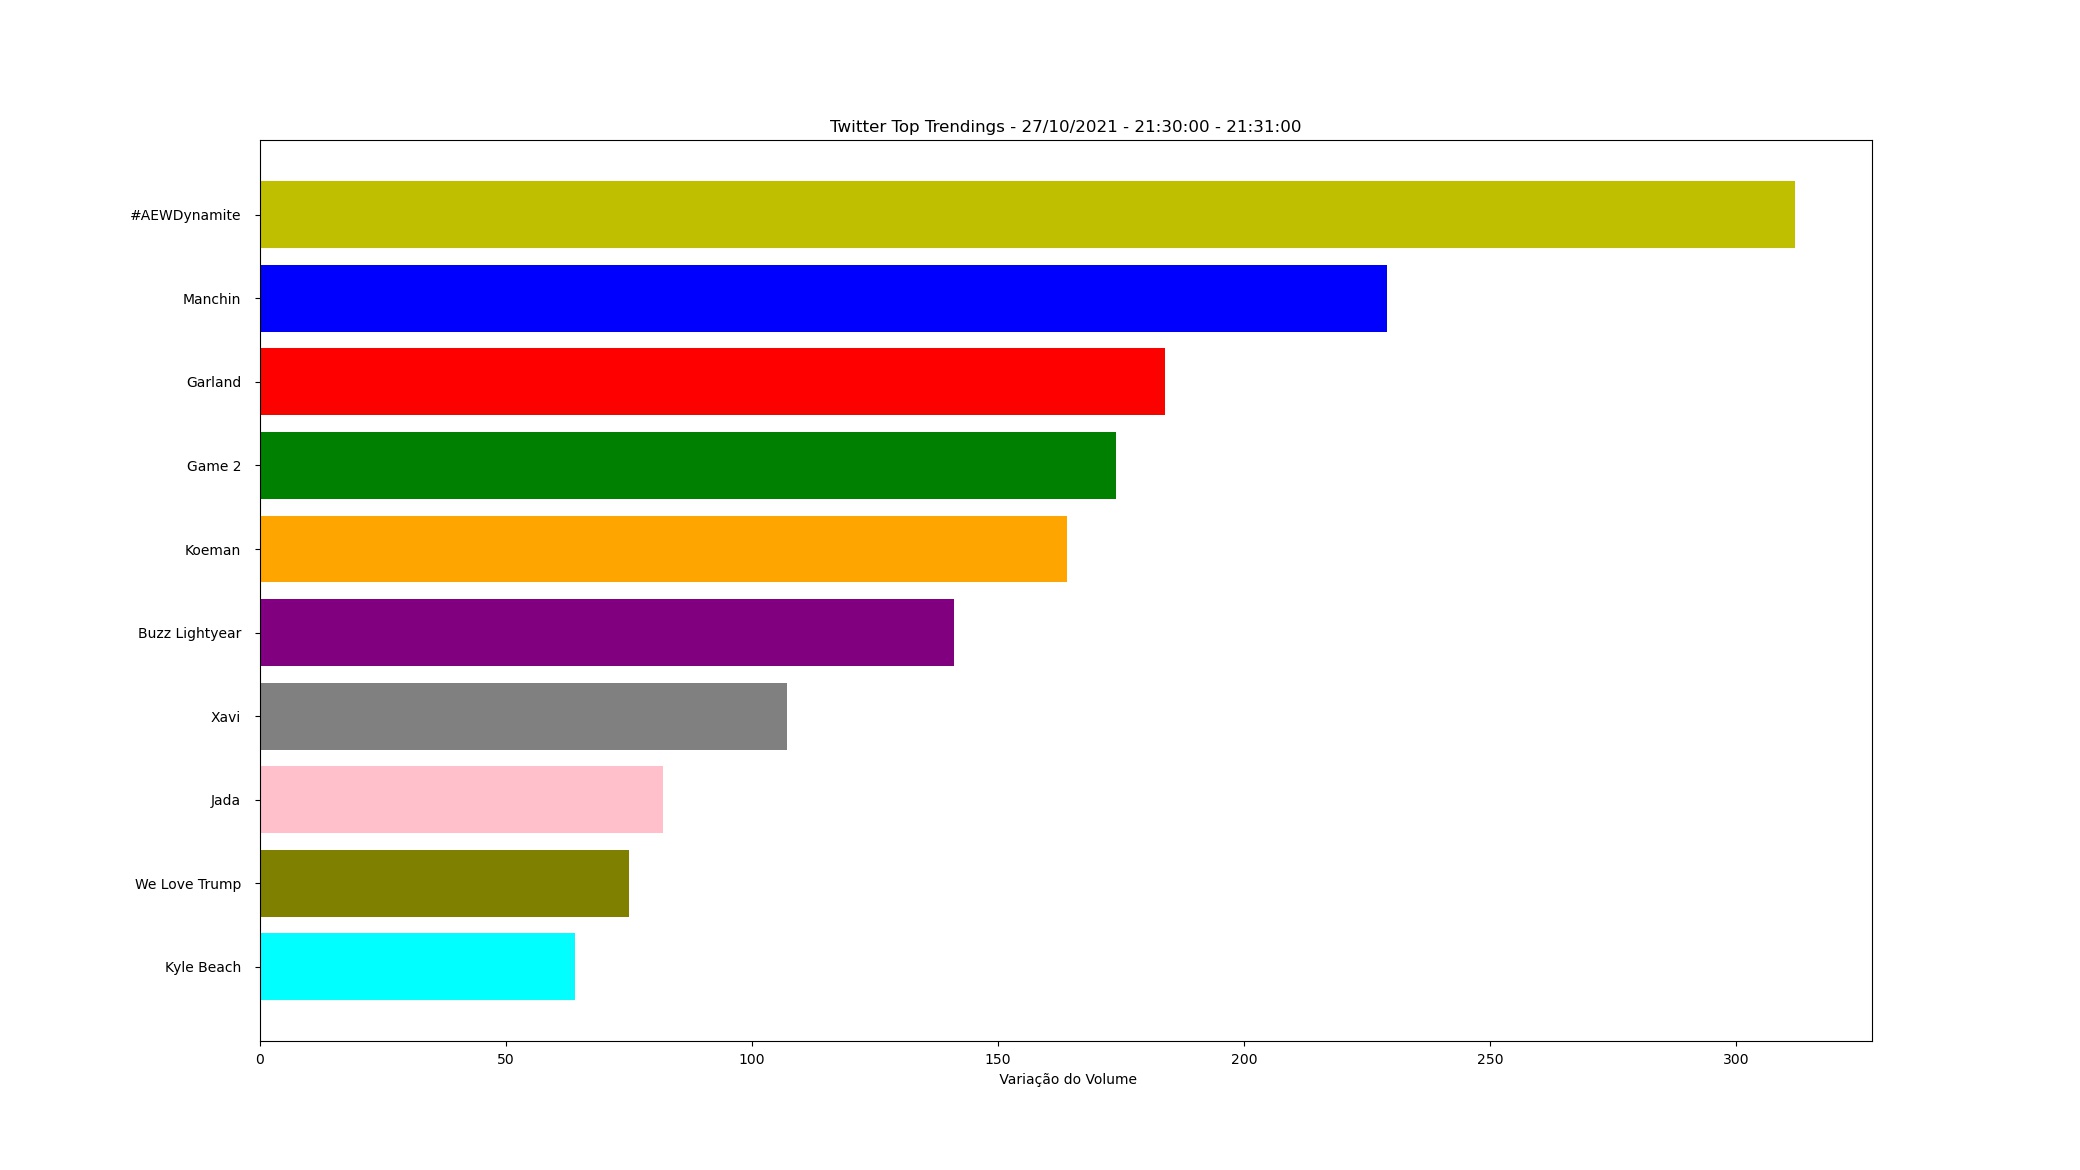 Twitter Top Trendings - 27/10/2021 - 21:30:00 - 21:31:00
#AEWDynamite
Manchin
Garland
Game 2
Koeman
Buzz Lightyear
Xavi
Jada
We Love Trump
Kyle Beach
0 50 100 150 200 250 300
Variação do Volume